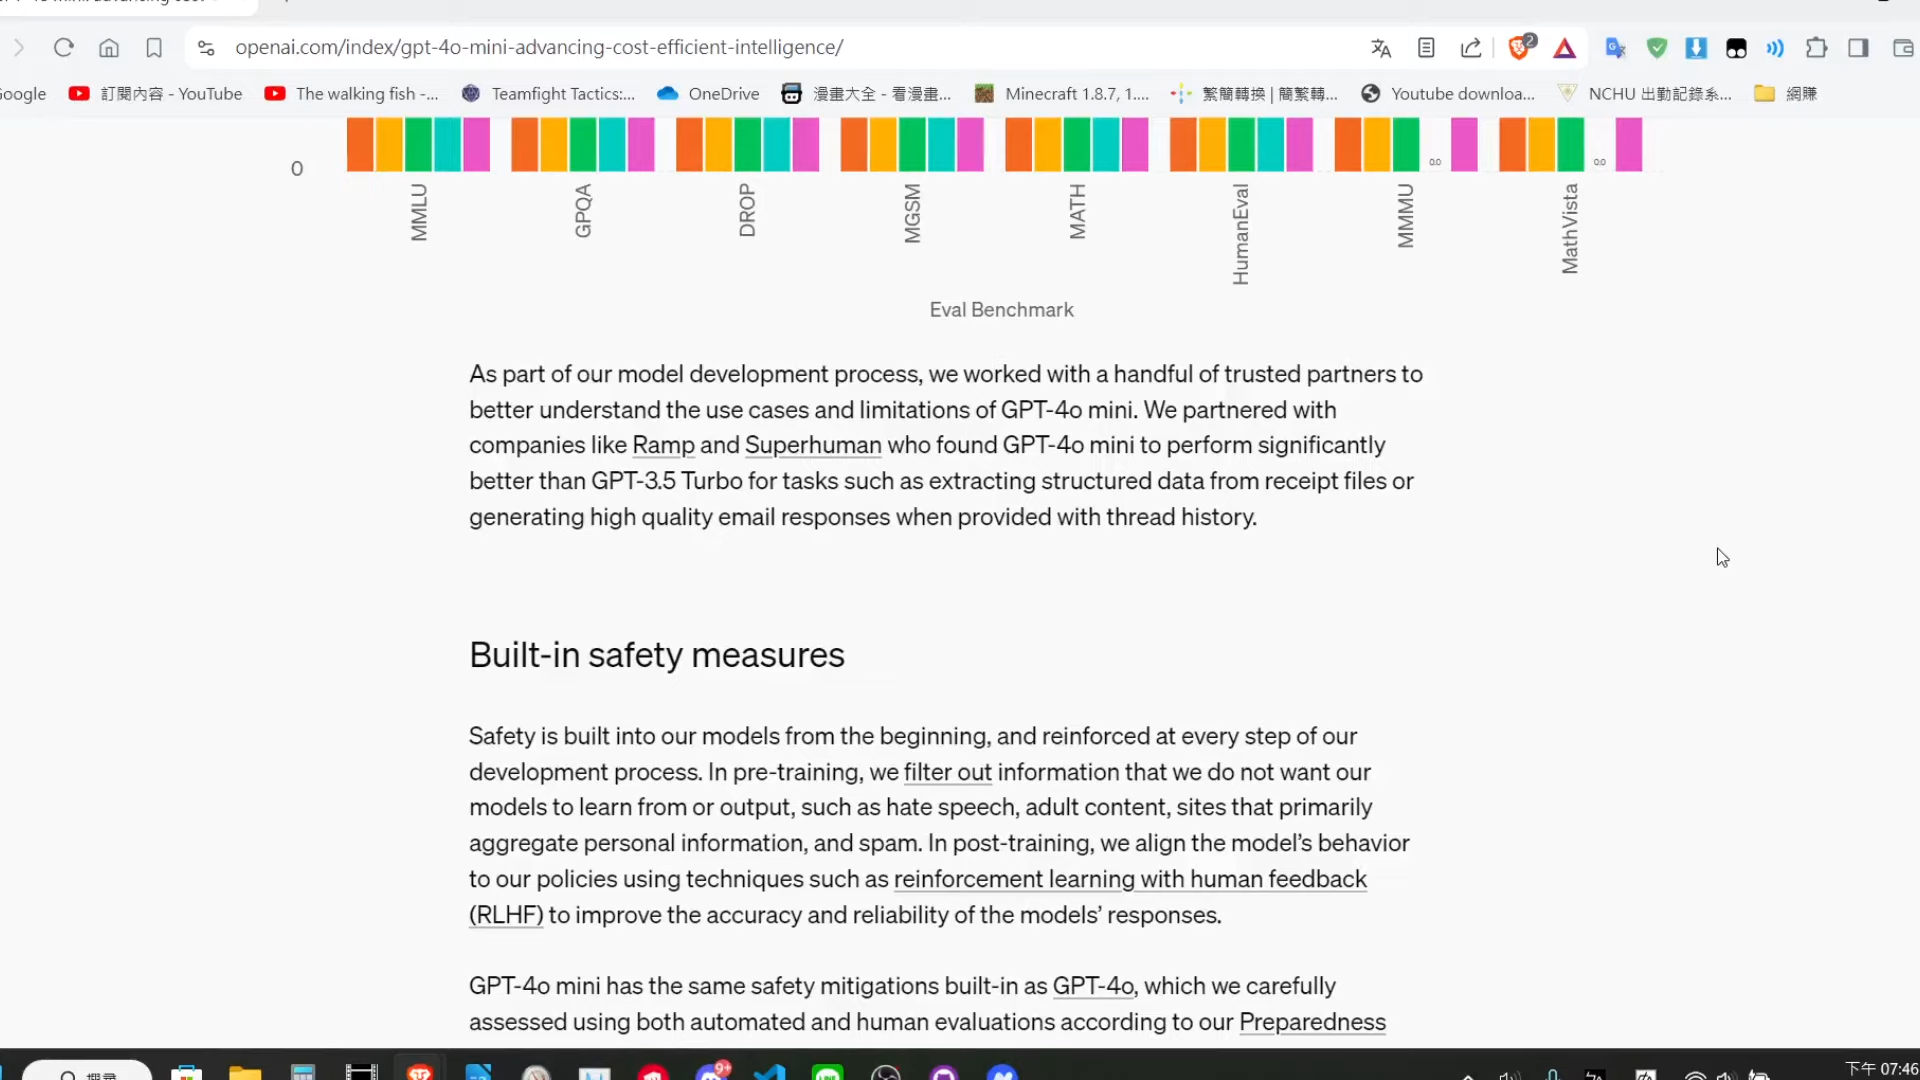 openai.com/index/gpt-4o-mini-advancing-cost-efficient-intelligence/
2
Google
訂閱內容 - YouTube
The walking fish -...
Teamfight Tactics:...
OneDrive
漫畫大全 - 看漫畫...
Minecraft 1.8.7, 1....
繁簡轉換 | 簡繁轉...
Youtube downloa...
NCHU 出勤記錄系...
網賺
0
0.0
0.0
MMLU
GPQA
DROP
MGSM
MATH
HumanEval
MMMU
MathVista
Eval Benchmark
As part of our model development process, we worked with a handful of trusted partners to
better understand the use cases and limitations of GPT-4o mini. We partnered with
companies like Ramp and Superhuman who found GPT-4o mini to perform significantly
better than GPT-3.5 Turbo for tasks such as extracting structured data from receipt files or
generating high quality email responses when provided with thread history.
Built-in safety measures
Safety is built into our models from the beginning, and reinforced at every step of our
development process. In pre-training, we filter out information that we do not want our
models to learn from or output, such as hate speech, adult content, sites that primarily
aggregate personal information, and spam. In post-training, we align the model’s behavior
to our policies using techniques such as reinforcement learning with human feedback
(RLHF) to improve the accuracy and reliability of the models’ responses.
GPT-4o mini has the same safety mitigations built-in as GPT-4o, which we carefully
assessed using both automated and human evaluations according to our Preparedness
搜尋
9+
下午 07:46